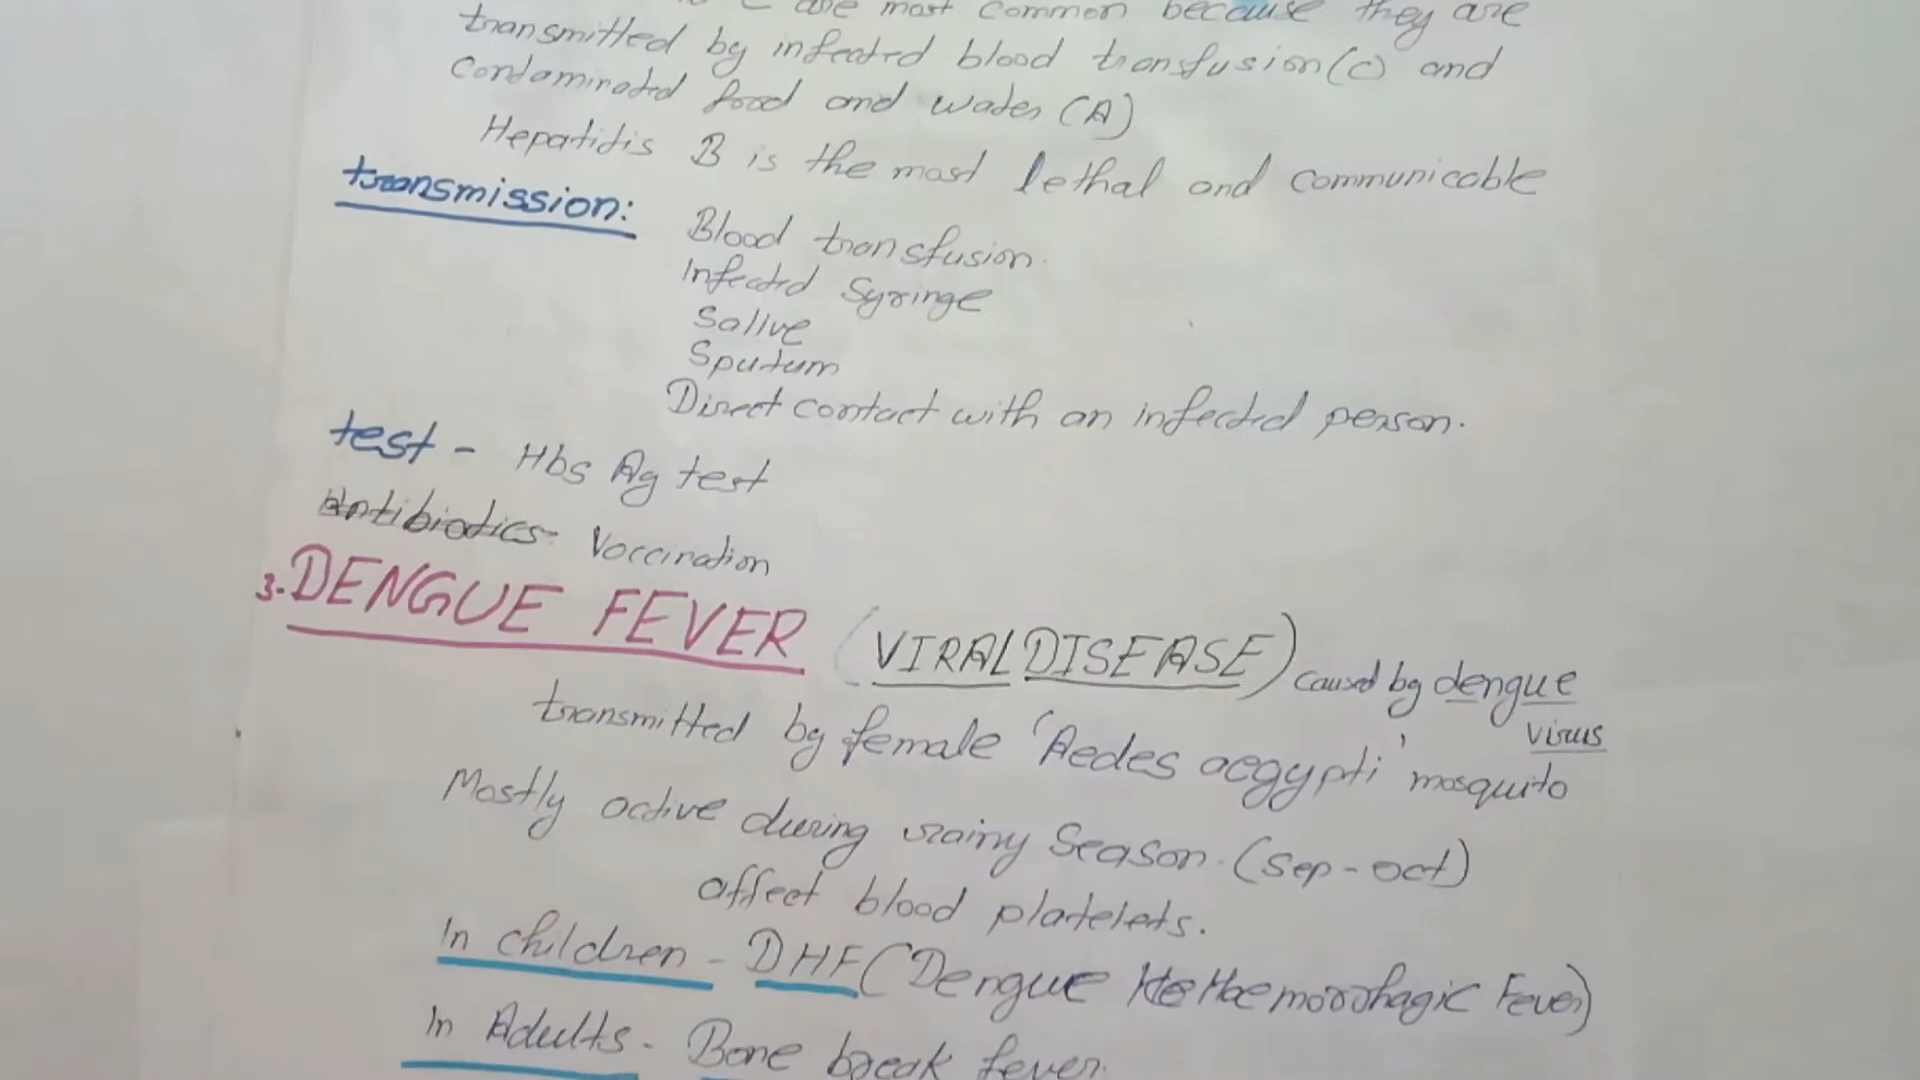 C are most common because they are
transmitted by infected blood transfusion (C) and
Contaminated food and water (A)
Hepatitis B is the most lethal and communicable
transmission:
Blood transfusion.
Infected Syringe
Salive
Sputum
Direct contact with an infected person.
test - Hbs Ag test
Antibiotics - Vaccination
3. DENGUE FEVER (VIRAL DISEASE) caused by dengue
virus
transmitted by female 'Aedes aegypti' mosquito
Mostly active during rainy Season. (Sep - oct)
affect blood platelets.
In children - DHF (Dengue Haemorrhagic Fever)
In Adults - Bone break fever.